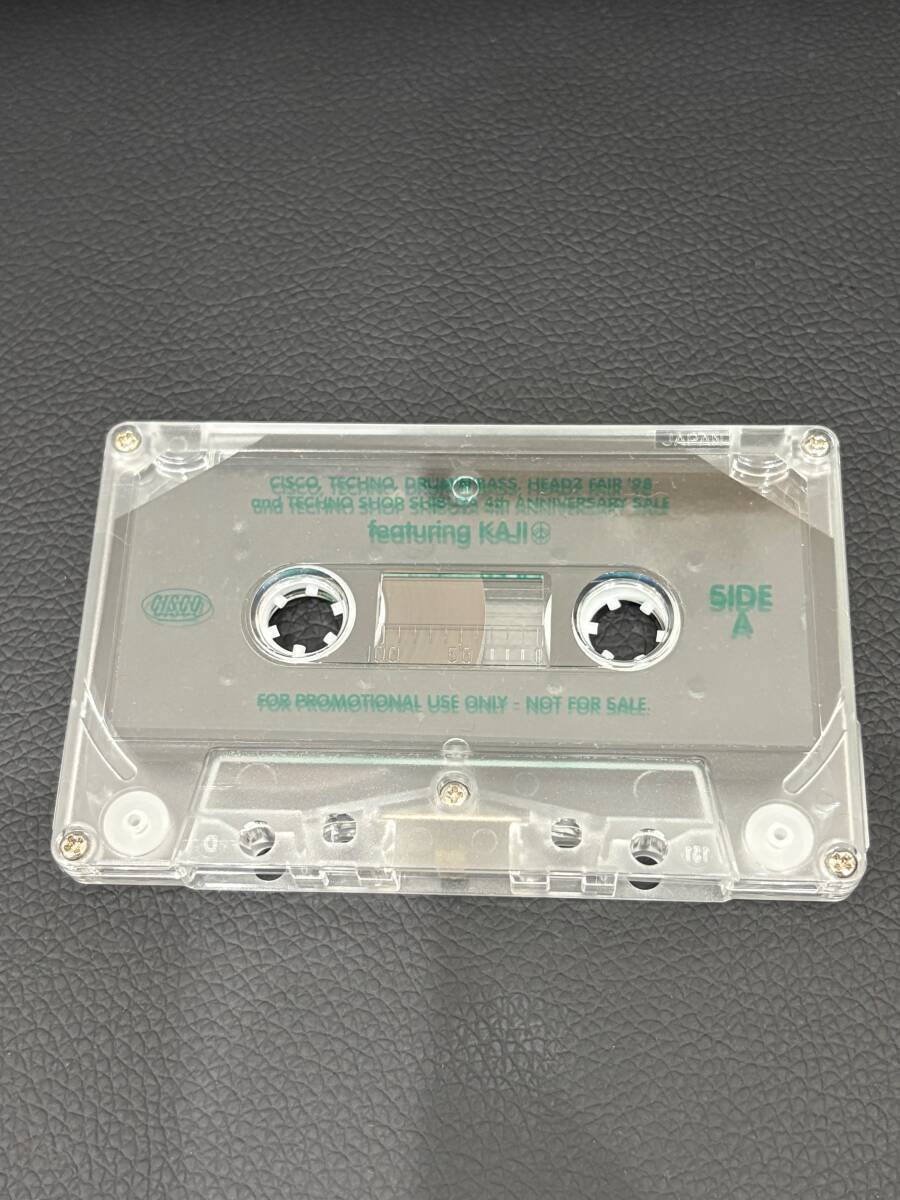 JAPAN
CISCO, TECHNO, DRUM'N'BASS, HEADZ FAIR '98
and TECHNO SHOP SHIBUYA 4th ANNIVERSARY SALE
featuring KAJI
CISCO
SIDE
A
100 50
FOR PROMOTIONAL USE ONLY - NOT FOR SALE.